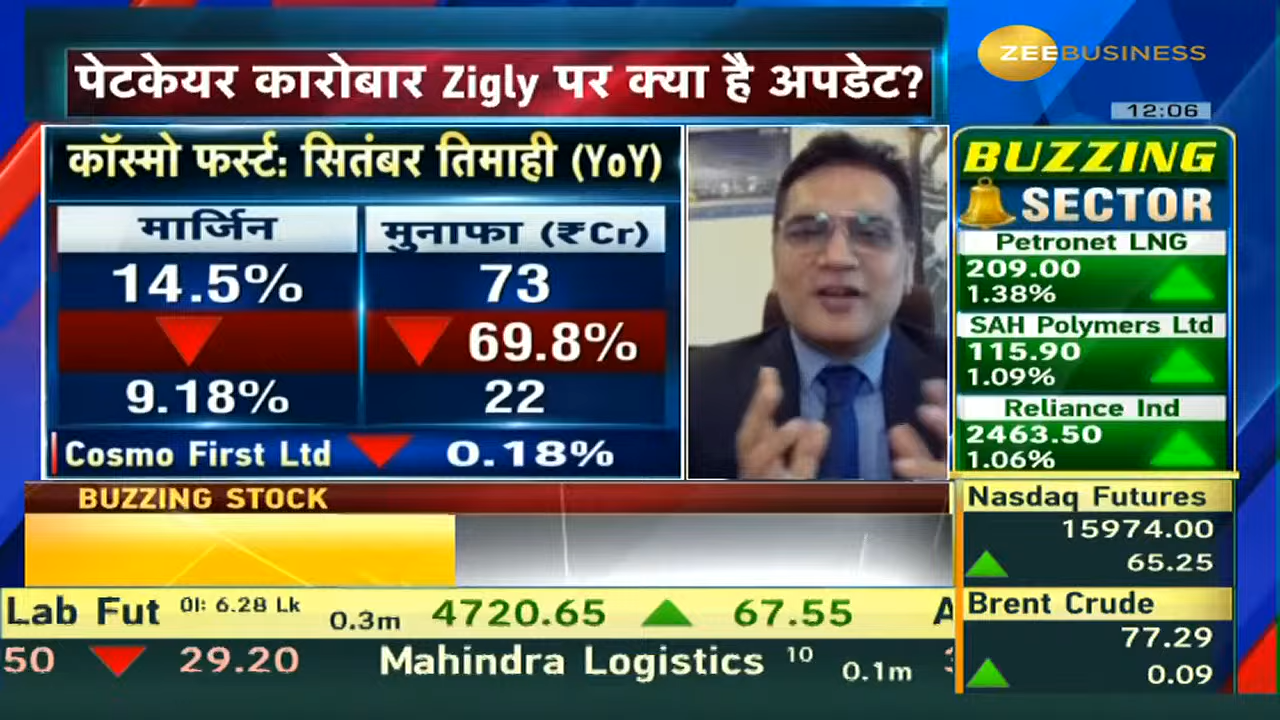 पेटकेयर कारोबार Zigly पर क्या है अपडेट?
ZEEBUSINESS
12:06
कॉस्मो फर्स्ट: सितंबर तिमाही (YoY)
मार्जिन मुनाफा (₹Cr)
14.5% 73
69.8%
9.18% 22
Cosmo First Ltd 0.18%
BUZZING STOCK
BUZZING
SECTOR
Petronet LNG
209.00
1.38%
SAH Polymers Ltd
115.90
1.09%
Reliance Ind
2463.50
1.06%
Nasdaq Futures
15974.00
65.25
Brent Crude
77.29
0.09
Lab Fut OI: 6.28 Lk 0.3m 4720.65 67.55 A
50 29.20 Mahindra Logistics 10 0.1m